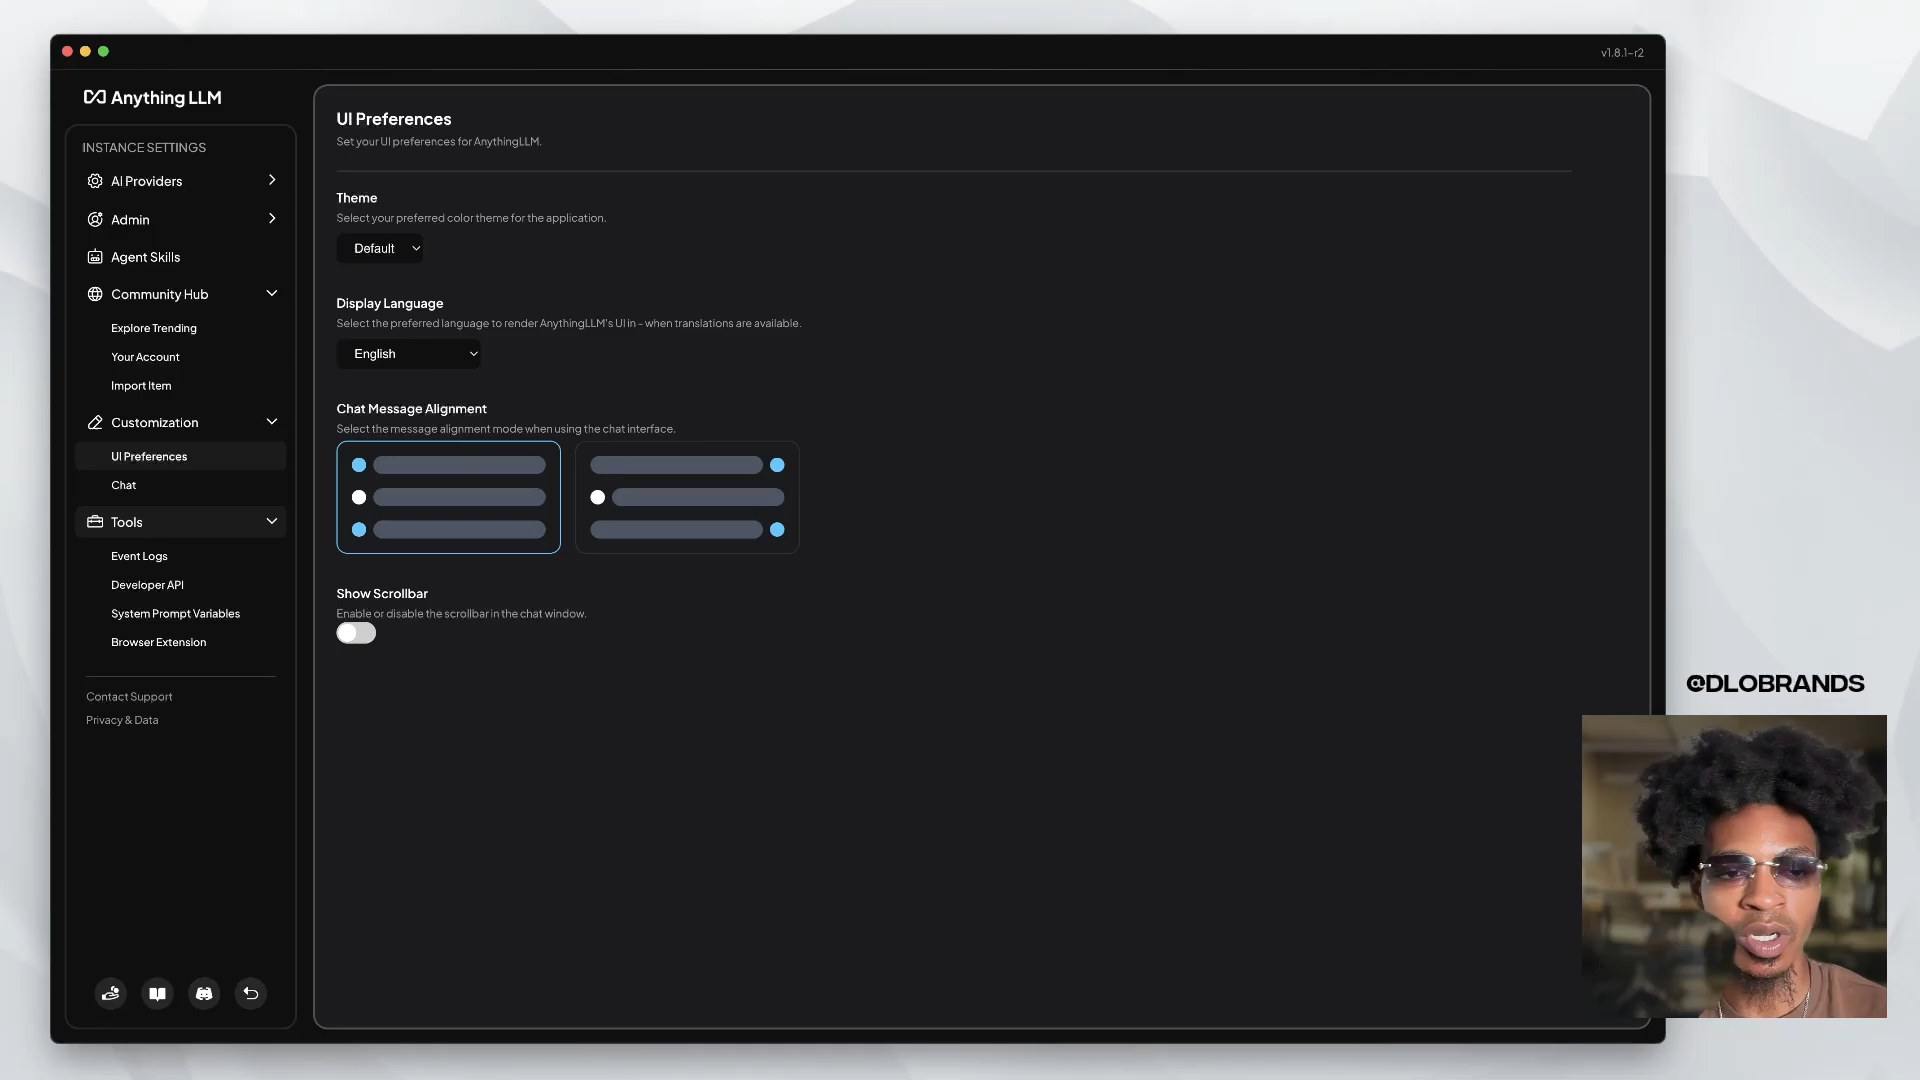 v1.8.1-r2
Anything LLM
INSTANCE SETTINGS
AI Providers
Admin
Agent Skills
Community Hub
Explore Trending
Your Account
Import Item
Customization
UI Preferences
Chat
Tools
Event Logs
Developer API
System Prompt Variables
Browser Extension
Contact Support
Privacy & Data
UI Preferences
Set your UI preferences for AnythingLLM.
Theme
Select your preferred color theme for the application.
Default
Display Language
Select the preferred language to render AnythingLLM's UI in - when translations are available.
English
Chat Message Alignment
Select the message alignment mode when using the chat interface.
Show Scrollbar
Enable or disable the scrollbar in the chat window.
@DLOBRANDS